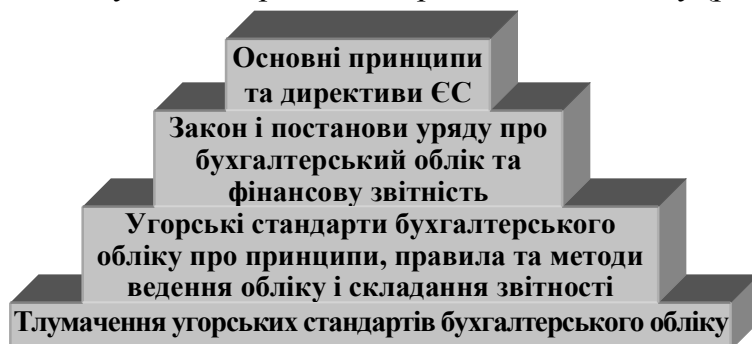 Основні принципи
та директиви ЄС
Закон і постанови уряду про
бухгалтерський облік та
фінансову звітність
Угорські стандарти бухгалтерського
обліку про принципи, правила та методи
ведення обліку і складання звітності
Тлумачення угорських стандартів бухгалтерського обліку